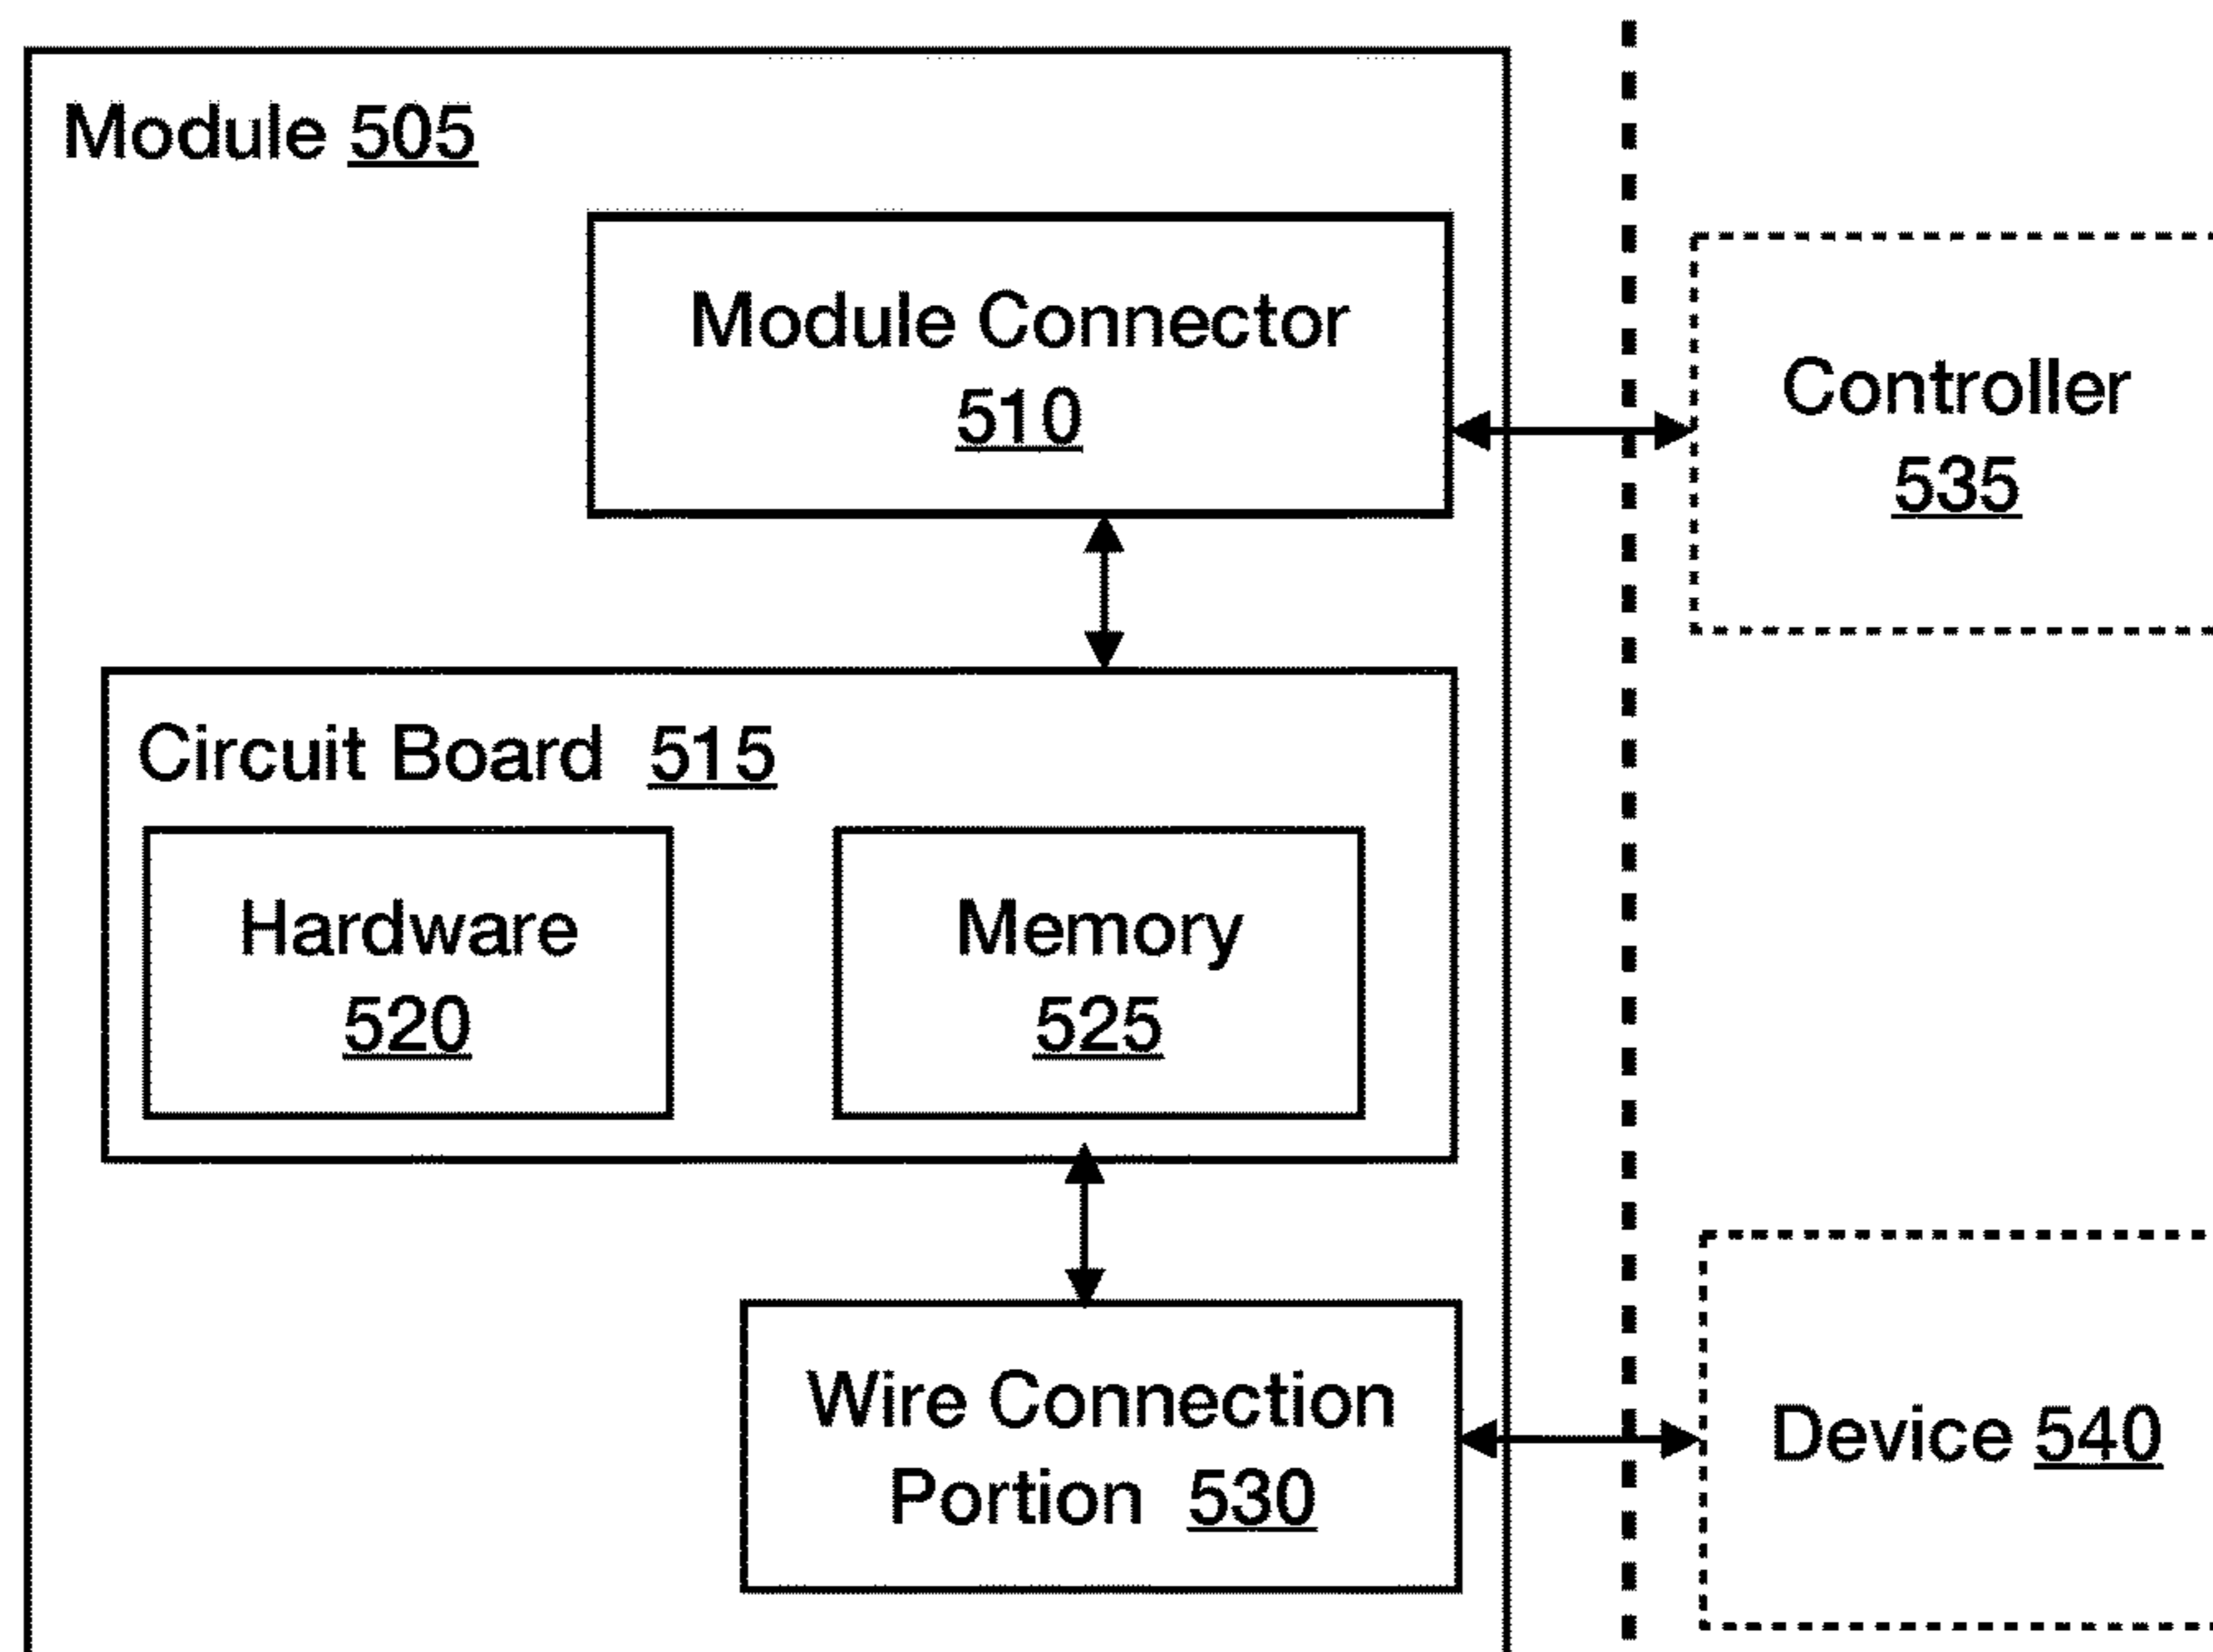 Module 505
Module Connector
510
Controller
535
Circuit Board 515
Hardware
520
Memory
525
Wire Connection
Portion 530
Device 540